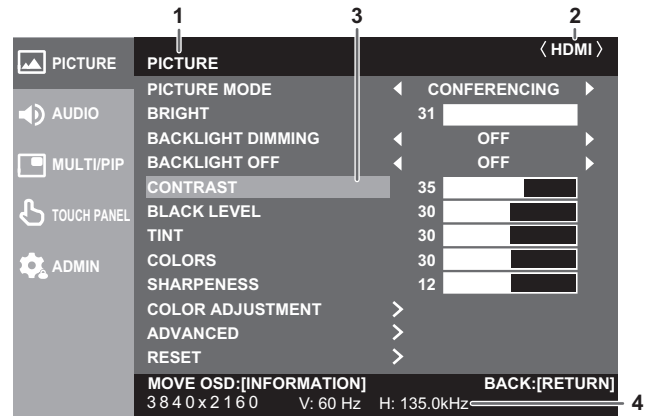 1 3 2
PICTURE PICTURE 〈 HDMI 〉
PICTURE MODE CONFERENCING
AUDIO BRIGHT 31
BACKLIGHT DIMMING OFF
MULTI/PIP BACKLIGHT OFF OFF
CONTRAST 35
TOUCH PANEL BLACK LEVEL 30
TINT 30
ADMIN COLORS 30
SHARPENESS 12
COLOR ADJUSTMENT
ADVANCED
RESET
MOVE OSD:[INFORMATION] BACK:[RETURN]
3840x2160 V: 60 Hz H: 135.0kHz 4